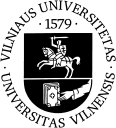 VILNIAUS UNIVERSITETAS
· 1579 ·
UNIVERSITAS VILNENSIS